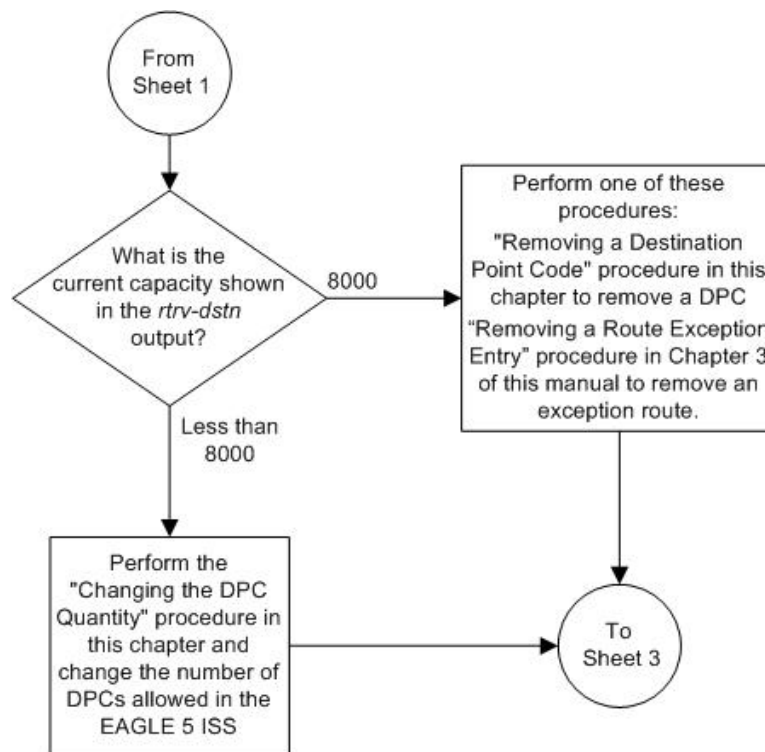 From
Sheet 1
What is the
current capacity shown
in the rtrv-dstn
output?
8000
Perform one of these
procedures:
"Removing a Destination
Point Code" procedure in this
chapter to remove a DPC
“Removing a Route Exception
Entry” procedure in Chapter 3
of this manual to remove an
exception route.
Less than
8000
Perform the
"Changing the DPC
Quantity" procedure in
this chapter and
change the number of
DPCs allowed in the
EAGLE 5 ISS
To
Sheet 3